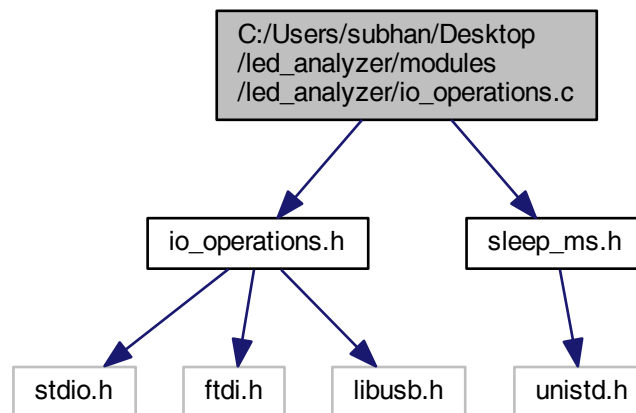 C:/Users/subhan/Desktop
/led_analyzer/modules
/led_analyzer/io_operations.c
io_operations.h
sleep_ms.h
stdio.h
ftdi.h
libusb.h
unistd.h